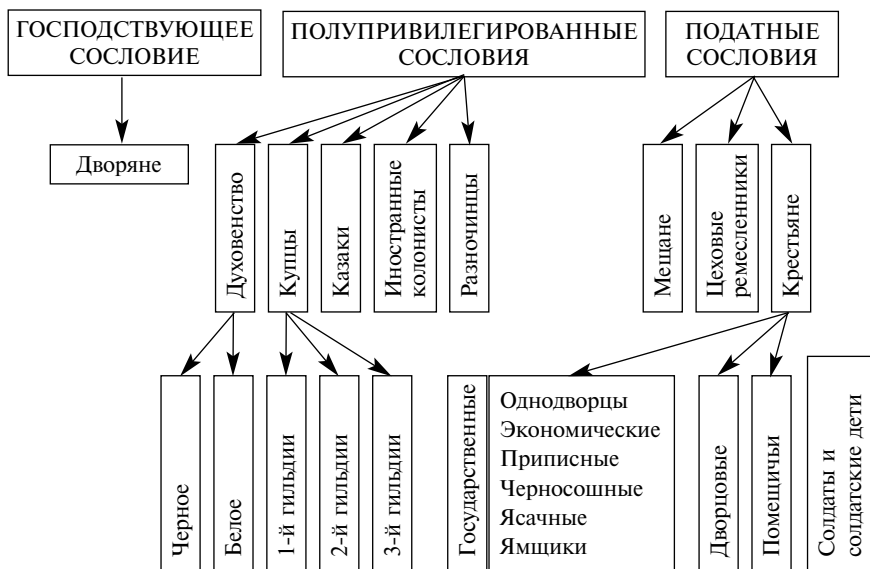 ГОСПОДСТВУЮЩЕЕ
СОСЛОВИЕ
ПОЛУПРИВИЛЕГИРОВАННЫЕ
СОСЛОВИЯ
ПОДАТНЫЕ
СОСЛОВИЯ
Дворяне
Духовенство
Купцы
Казаки
Иностранные
колонисты
Разночинцы
Мещане
Цеховые
ремесленники
Крестьяне
Черное
Белое
1-й гильдии
2-й гильдии
3-й гильдии
Государственные
Однодворцы
Экономические
Приписные
Черносошные
Ясачные
Ямщики
Дворцовые
Помещичьи
Солдаты и
солдатские дети